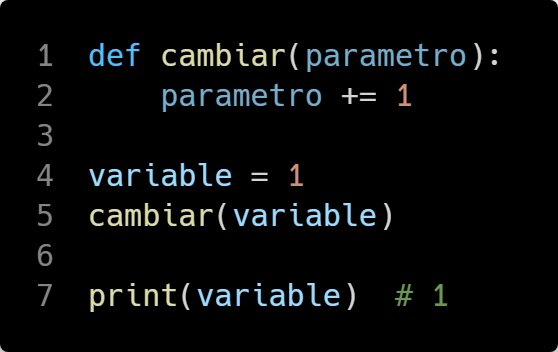 1 def cambiar(parametro):
2     parametro += 1
3
4 variable = 1
5 cambiar(variable)
6
7 print(variable)  # 1